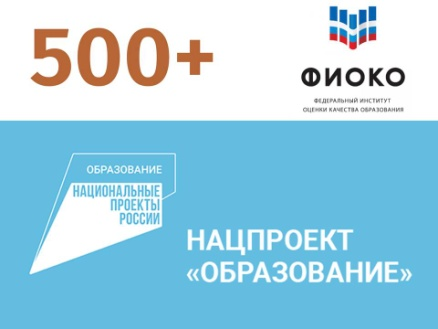 500+
ФИОКО
ФЕДЕРАЛЬНЫЙ ИНСТИТУТ
ОЦЕНКИ КАЧЕСТВА ОБРАЗОВАНИЯ
ОБРАЗОВАНИЕ
НАЦИОНАЛЬНЫЕ
ПРОЕКТЫ
РОССИИ
НАЦПРОЕКТ
«ОБРАЗОВАНИЕ»